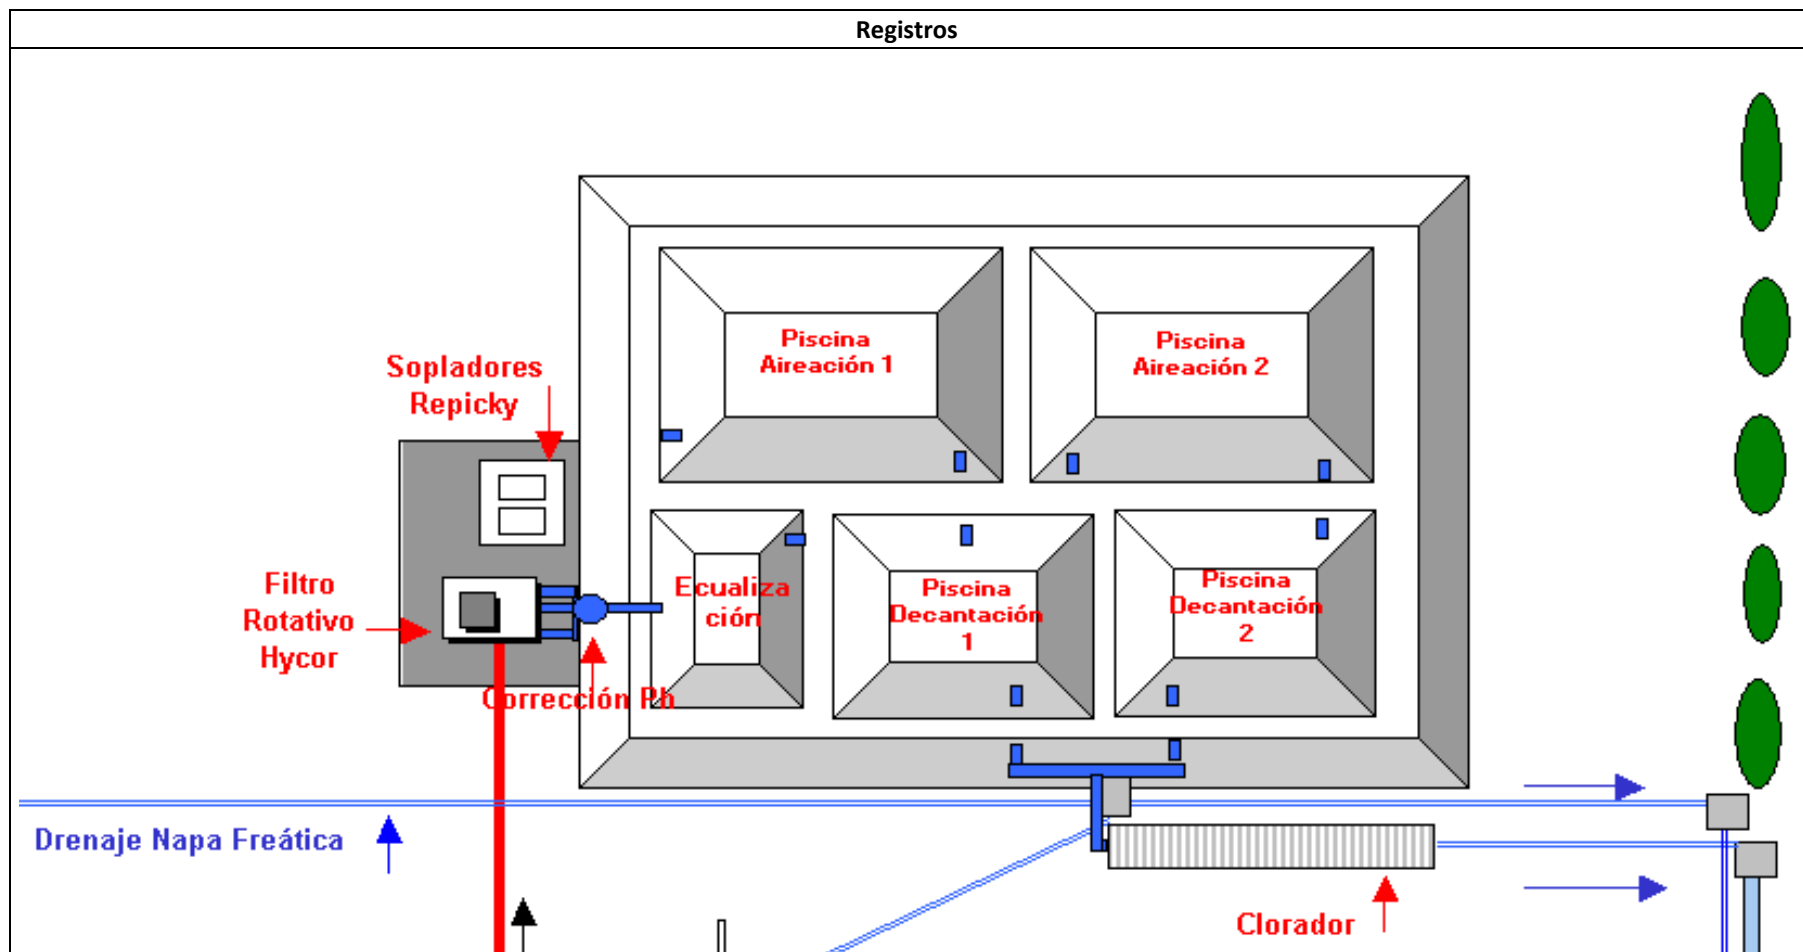 Registros
Piscina
Aireación 1
Piscina
Aireación 2
Sopladores
Repicky
Filtro
Rotativo
Hycor
Ecualiza
ción
Piscina
Decantación
1
Piscina
Decantación
2
Corrección Ph
Drenaje Napa Freática
Clorador